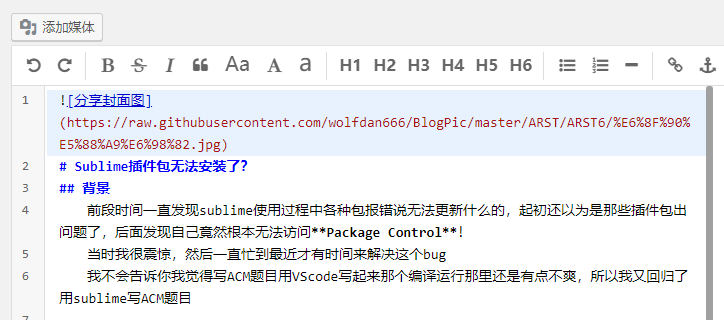 添加媒体
B S I Aa A a H1 H2 H3 H4 H5 H6
1 ![分享封面图]
(https://raw.githubusercontent.com/wolfdan666/BlogPic/master/ARST/ARST6/%E6%8F%90%
E5%88%A9%E6%98%82.jpg)
2 # Sublime插件包无法安装了？
3 ## 背景
4 前段时间一直发现sublime使用过程中各种包报错说无法更新什么的，起初还以为是那些插件包出
问题了，后面发现自己竟然根本无法访问**Package Control**！
5 当时我很震惊，然后一直忙到最近才有时间来解决这个bug
6 我不会告诉你我觉得写ACM题目用VScode写起来那个编译运行那里还是有点不爽，所以我又回归了
用sublime写ACM题目
7